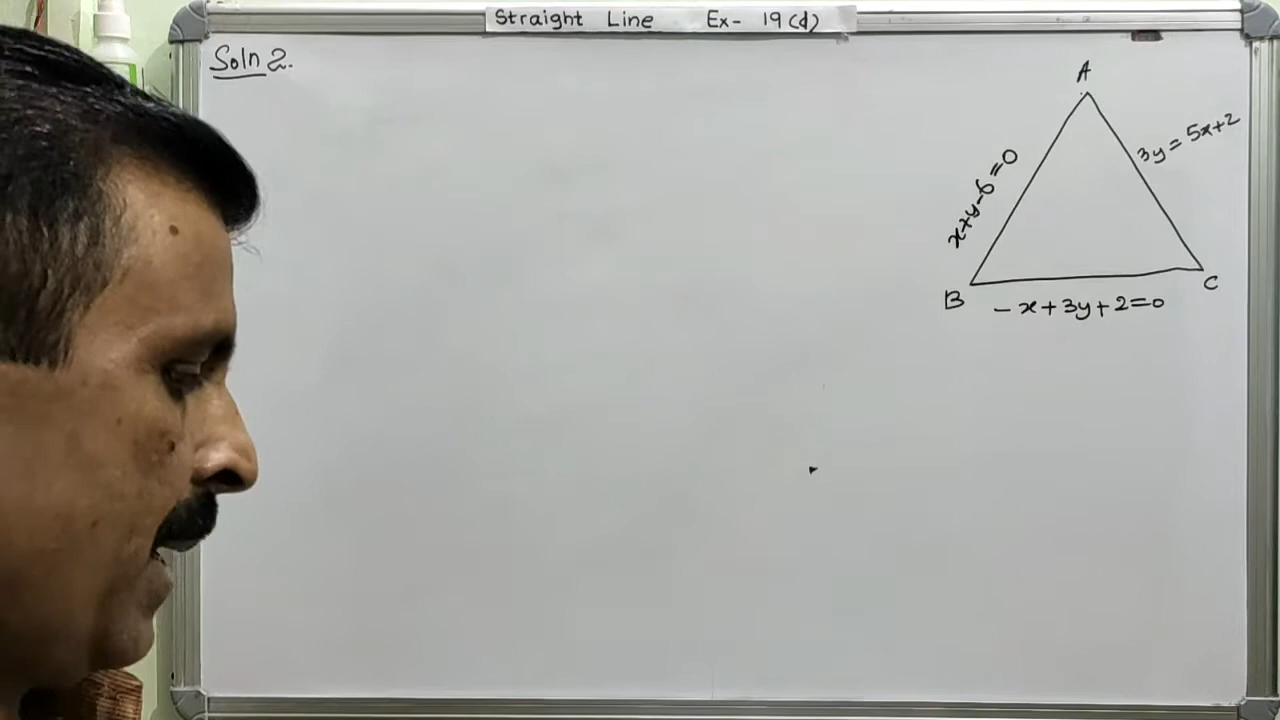 Straight Line Ex- 19(d)
Soln 2.
A
x+y-6=0
3y = 5x+2
B
C
-x+3y+2=0